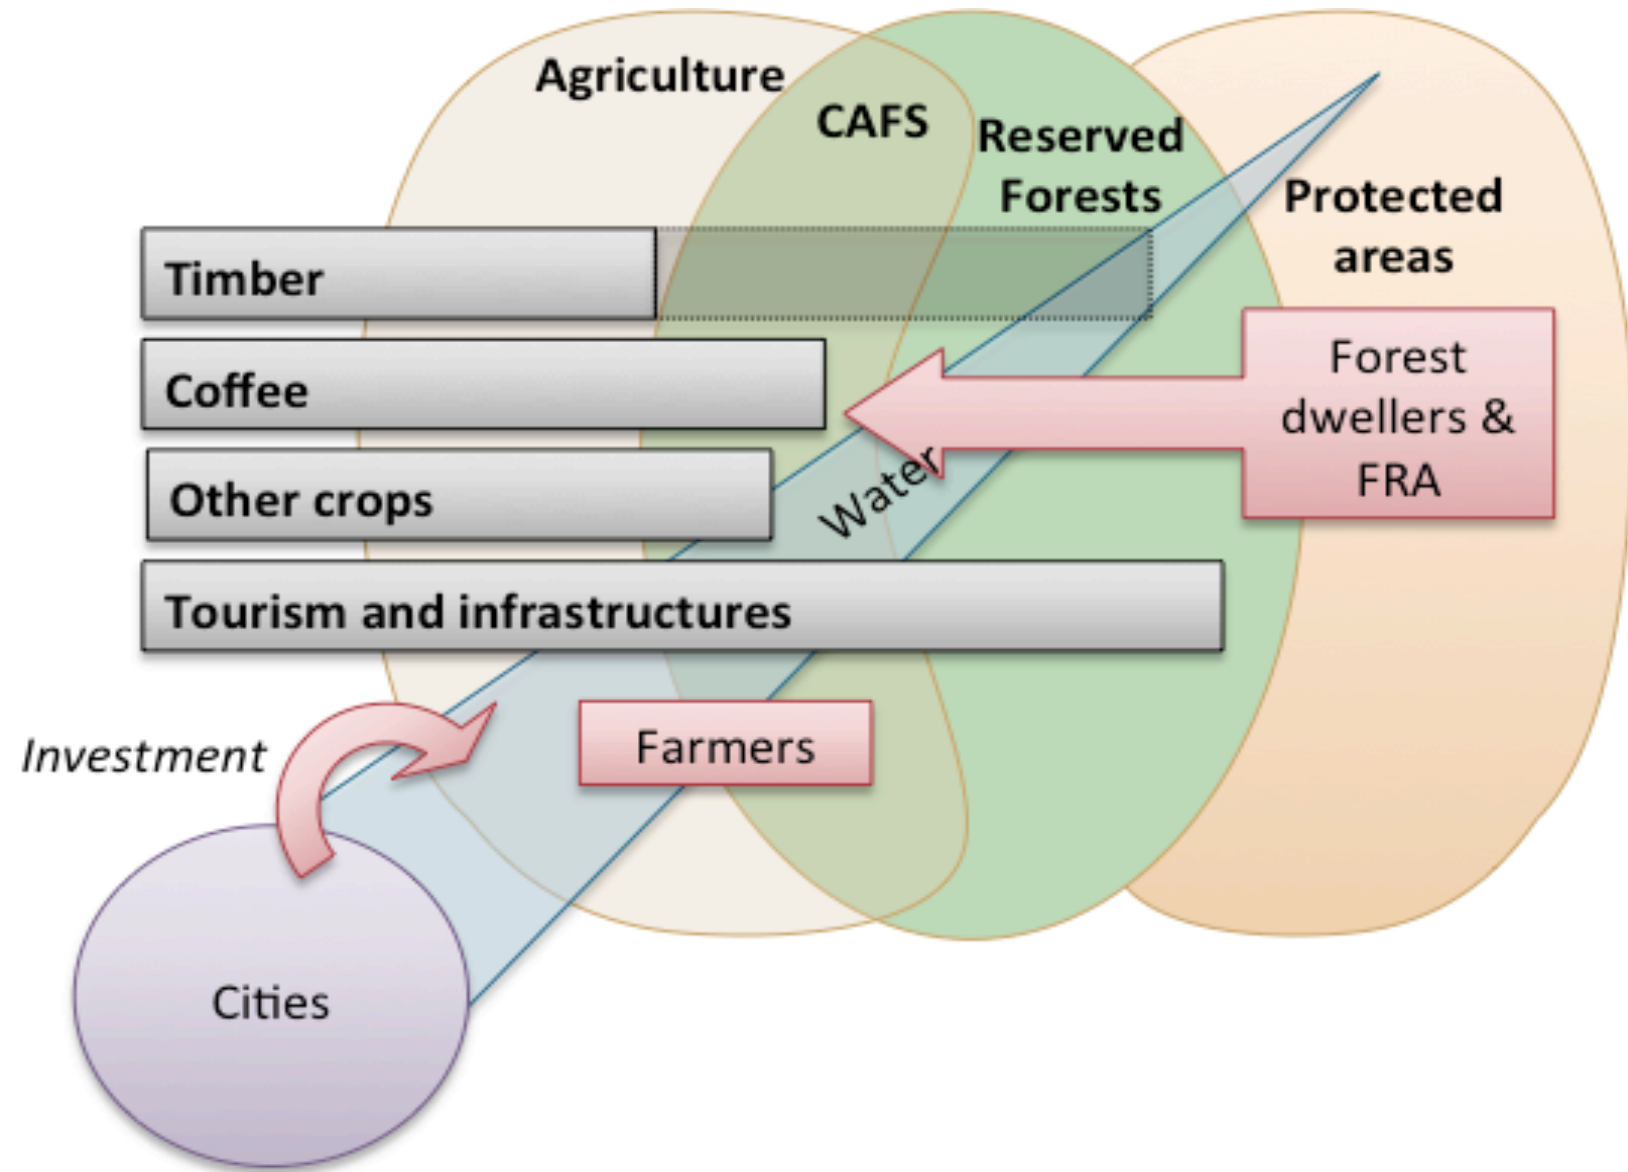 Agriculture
CAFS
Reserved
Forests
Protected
areas
Timber
Coffee
Other crops
Tourism and infrastructures
Forest
dwellers &
FRA
Water
Investment
Farmers
Cities